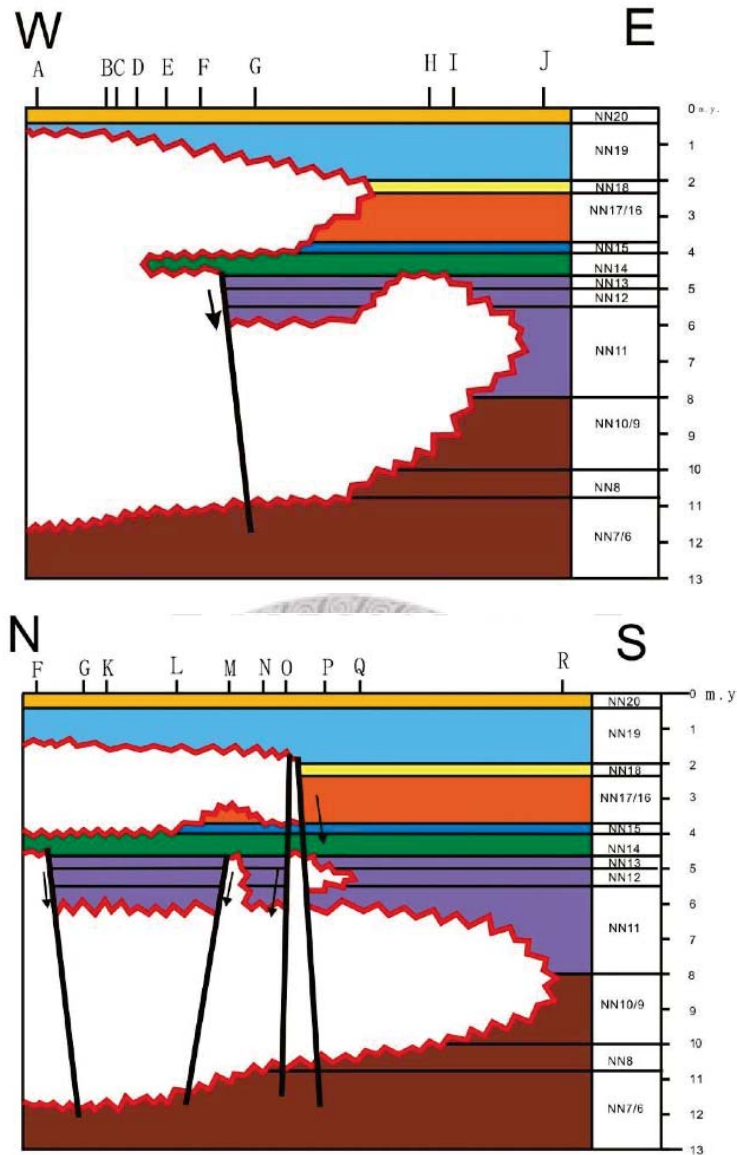 W E
A B C D E F G H I J
0 m.y.
NN20
1
NN19
2
NN18
NN17/16
3
NN15
4
NN14
NN13
5
NN12
6
NN11
7
8
NN10/9
9
10
NN8
11
NN7/6
12
13
N S
F G K L M N O P Q R
0 m.y
NN20
1
NN19
2
NN18
NN17/16
3
NN15
4
NN14
NN13
5
NN12
6
NN11
7
8
NN10/9
9
10
NN8
11
NN7/6
12
13